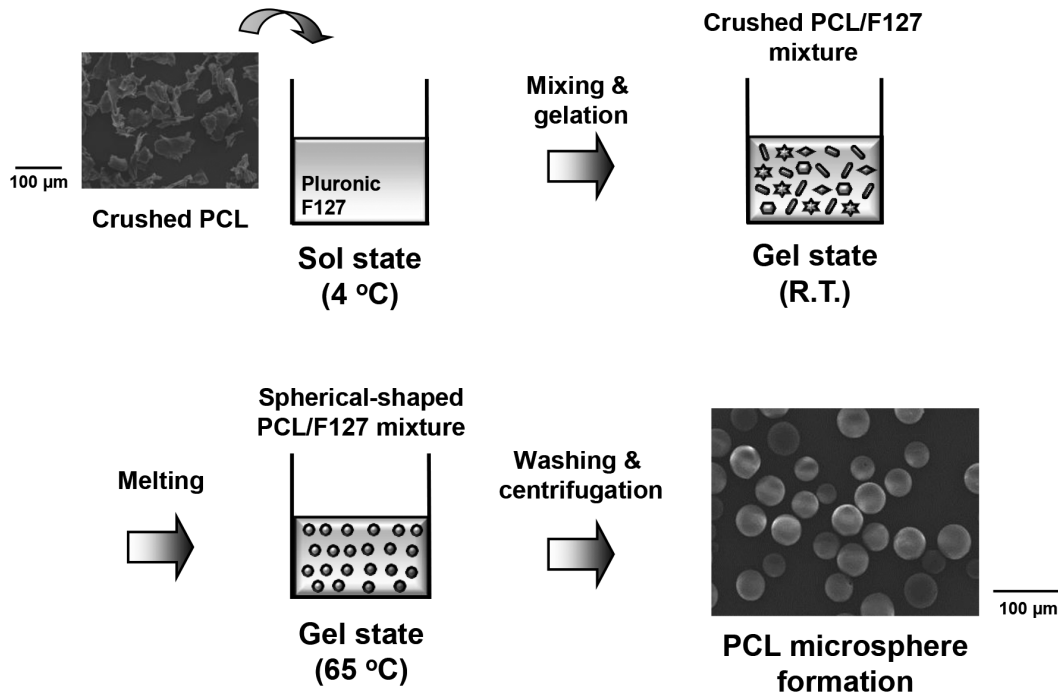 100 µm
Crushed PCL
Pluronic
F127
Sol state
(4 °C)
Mixing &
gelation
Crushed PCL/F127
mixture
Gel state
(R.T.)
Melting
Spherical-shaped
PCL/F127 mixture
Gel state
(65 °C)
Washing &
centrifugation
100 µm
PCL microsphere
formation